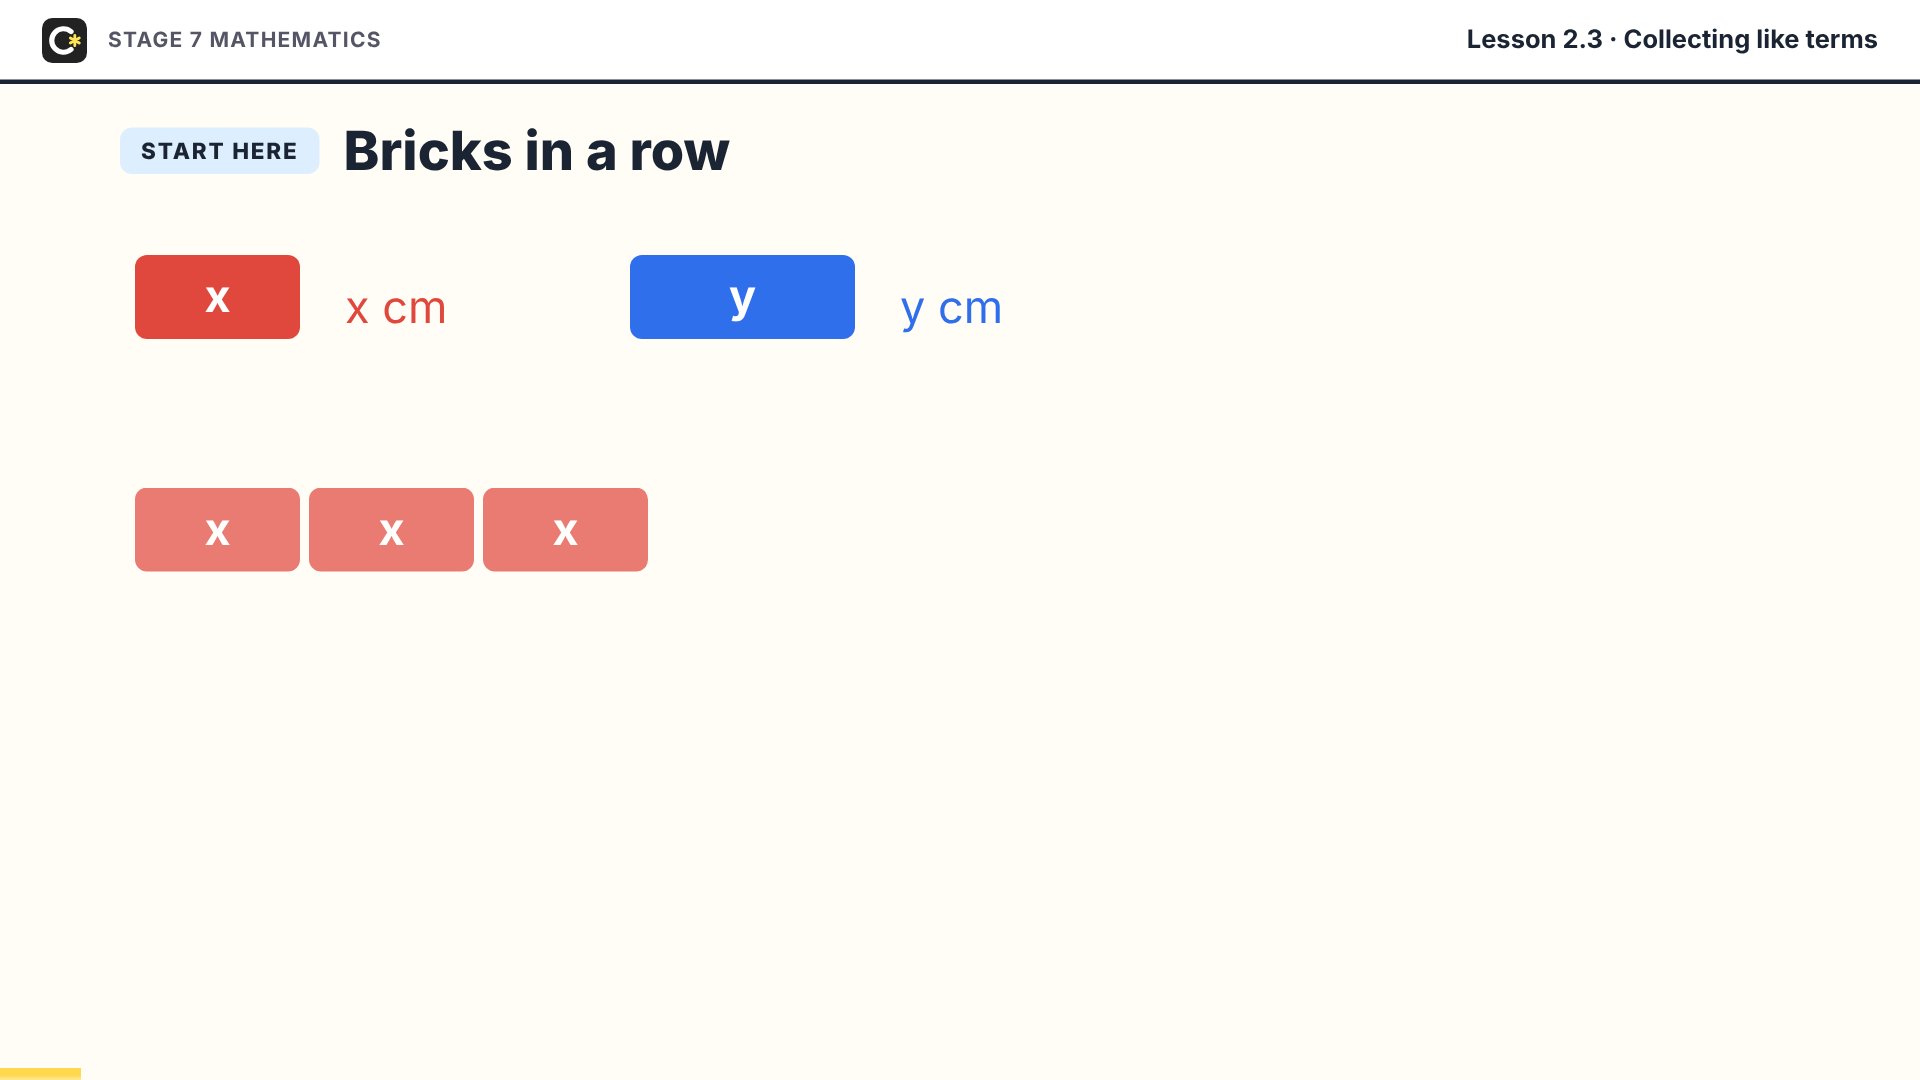 STAGE 7 MATHEMATICS
Lesson 2.3 · Collecting like terms
START HERE
Bricks in a row
x
x cm
y
y cm
x x x